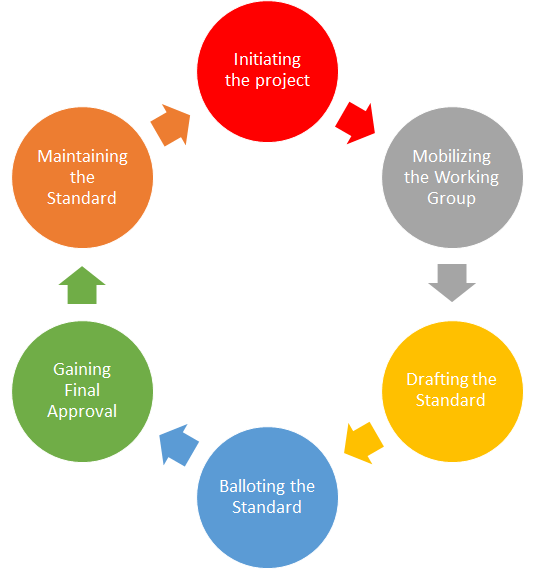 Initiating
the project
Mobilizing
the Working
Group
Drafting the
Standard
Balloting the
Standard
Gaining
Final
Approval
Maintaining
the
Standard